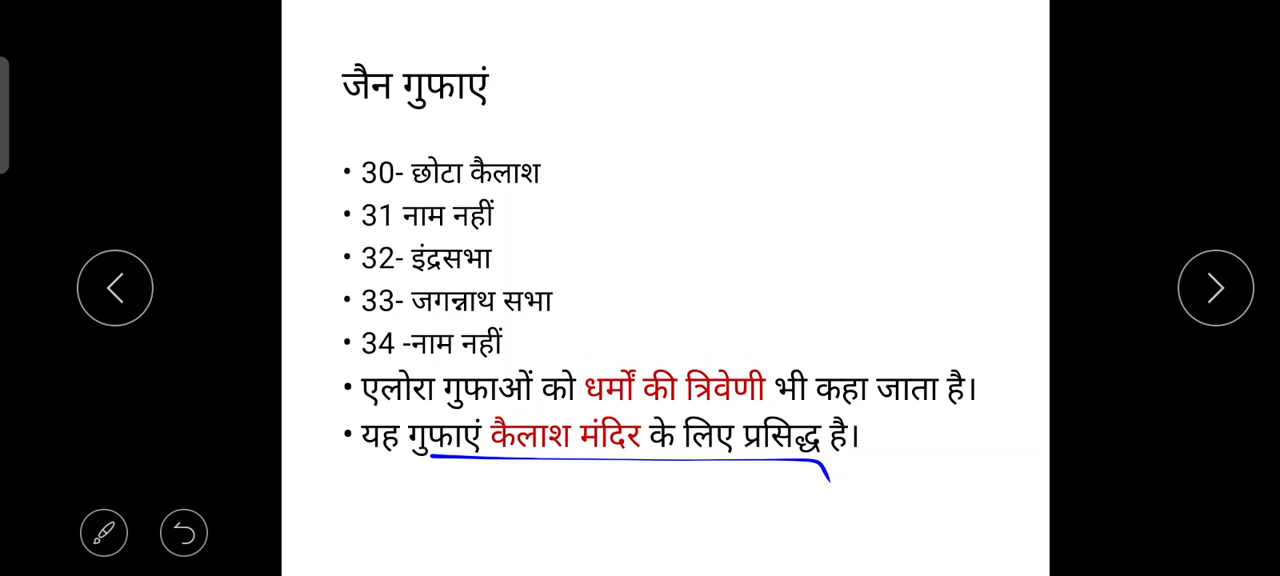 जैन गुफाएं
• 30- छोटा कैलाश
• 31 नाम नहीं
• 32- इंद्रसभा
• 33- जगन्नाथ सभा
• 34 -नाम नहीं
• एलोरा गुफाओं को धर्मों की त्रिवेणी भी कहा जाता है।
• यह गुफाएं कैलाश मंदिर के लिए प्रसिद्ध है।